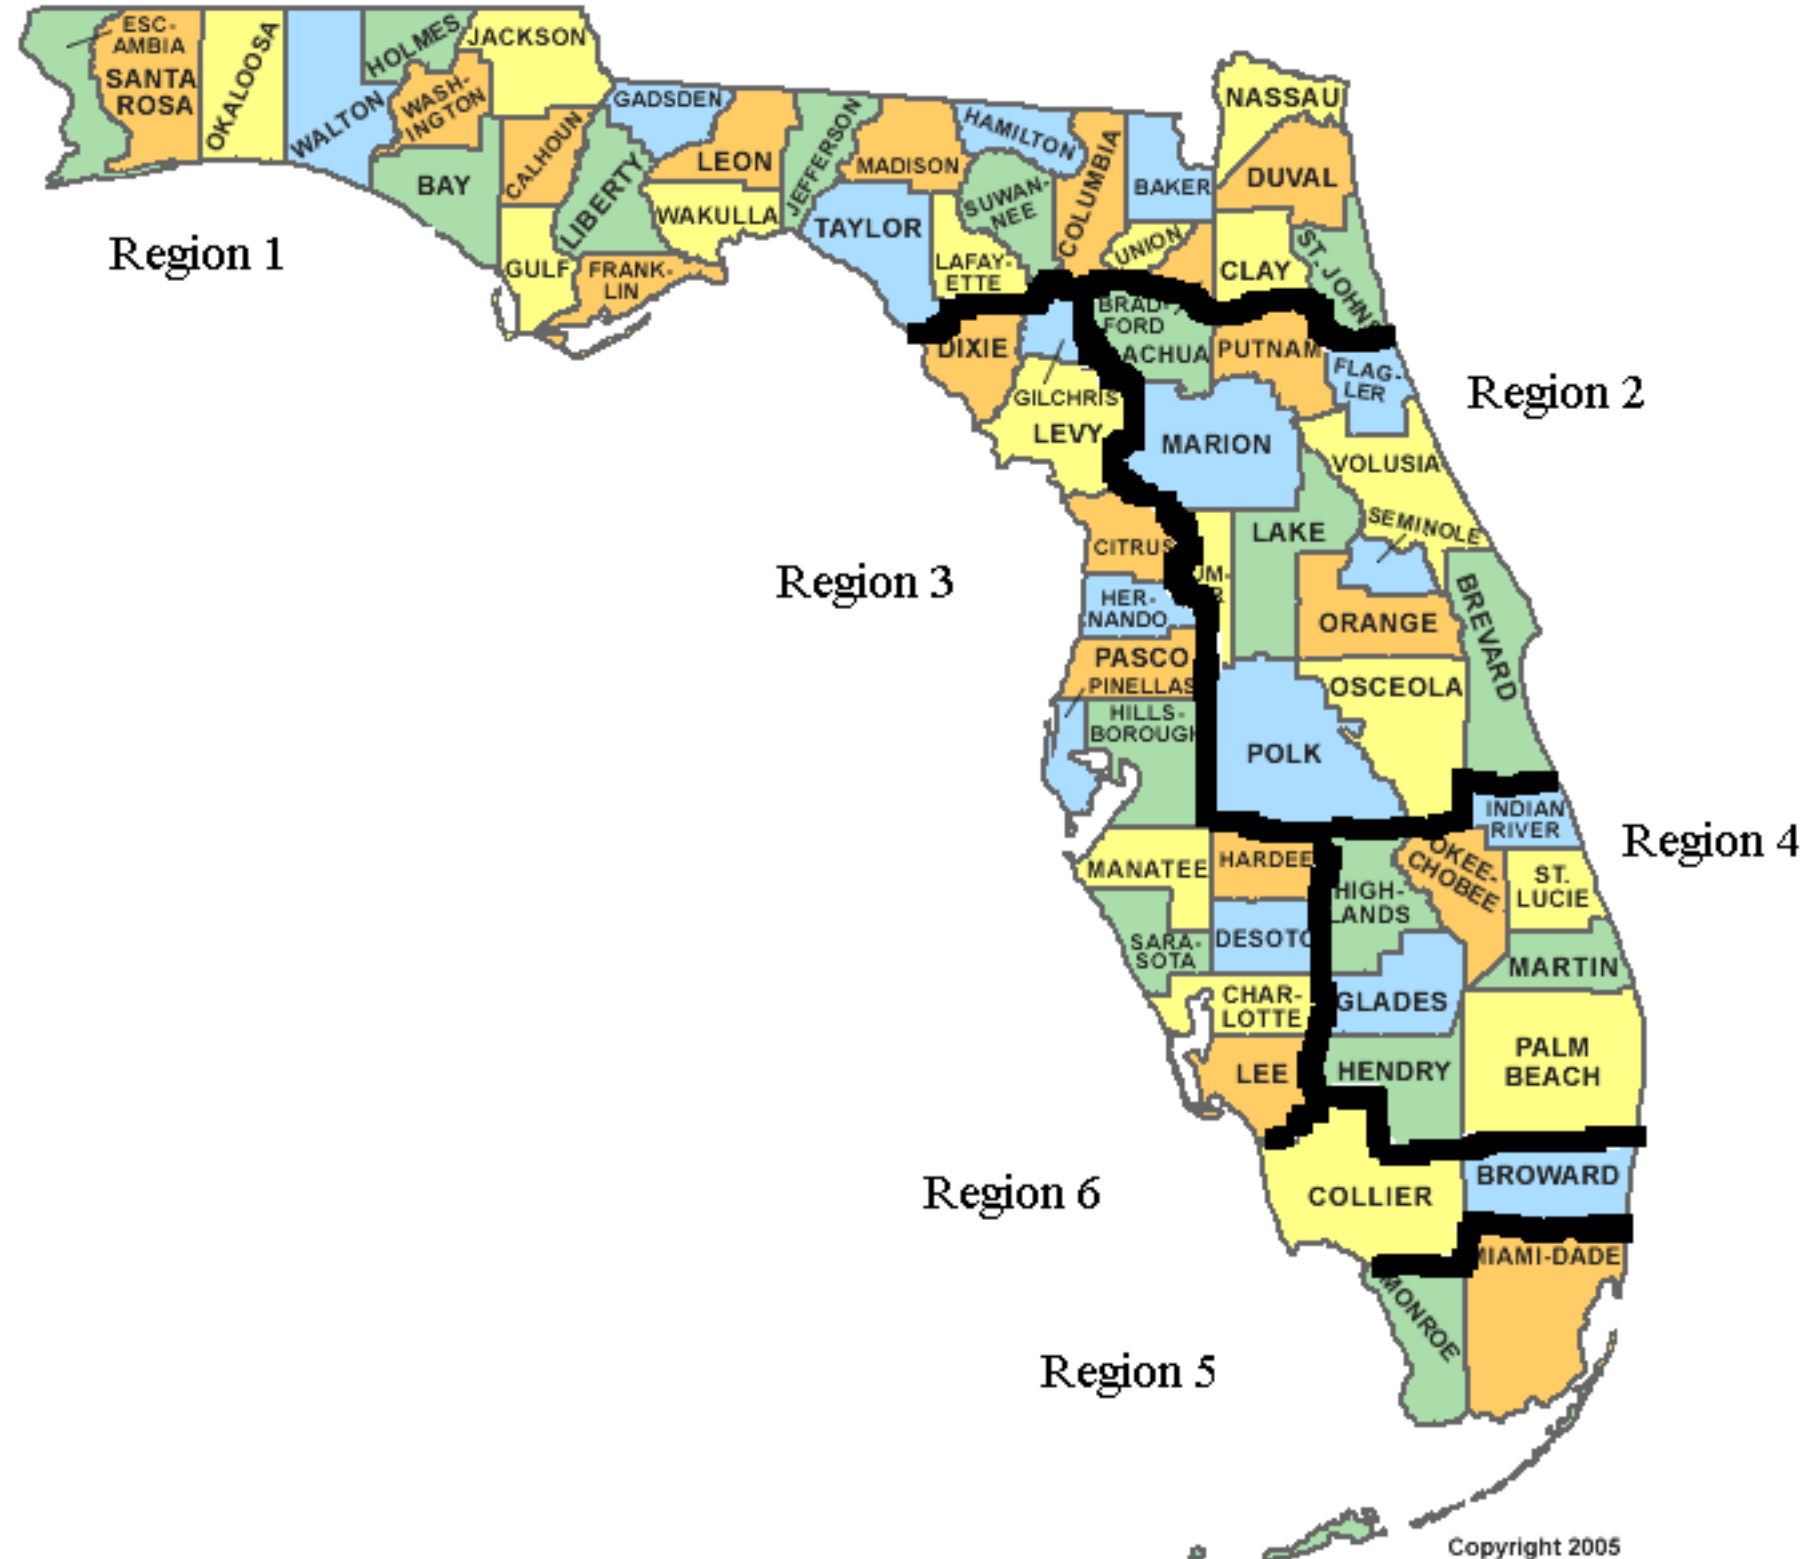 ESC-
AMBIA
SANTA
ROSA
OKALOOSA
WALTON
HOLMES
WASH-
INGTON
JACKSON
BAY
CALHOUN
GULF
LIBERTY
GADSDEN
FRANK-
LIN
LEON
WAKULLA
JEFFERSON
MADISON
TAYLOR
HAMILTON
SUWAN-
NEE
LAFAY-
ETTE
COLUMBIA
BAKER
UNION
NASSAU
DUVAL
CLAY
ST. JOHNS
Region 1
BRAD-
FORD
ACHUA
PUTNAM
FLAG-
LER
DIXIE
GILCHRIS
LEVY
MARION
VOLUSIA
Region 2
CITRUS
UM-
LAKE
SEMINOLE
HER-
NANDO
ORANGE
BREVARD
Region 3
PASCO
PINELLAS
HILLS-
BOROUGH
POLK
OSCEOLA
INDIAN
RIVER
Region 4
MANATEE
HARDEE
HIGH-
LANDS
OKEE-
CHOBEE
ST.
LUCIE
SARA-
SOTA
DESOTO
MARTIN
CHAR-
LOTTE
GLADES
LEE
HENDRY
PALM
BEACH
Region 6
COLLIER
BROWARD
MIAMI-DADE
MONROE
Region 5
Copyright 2005